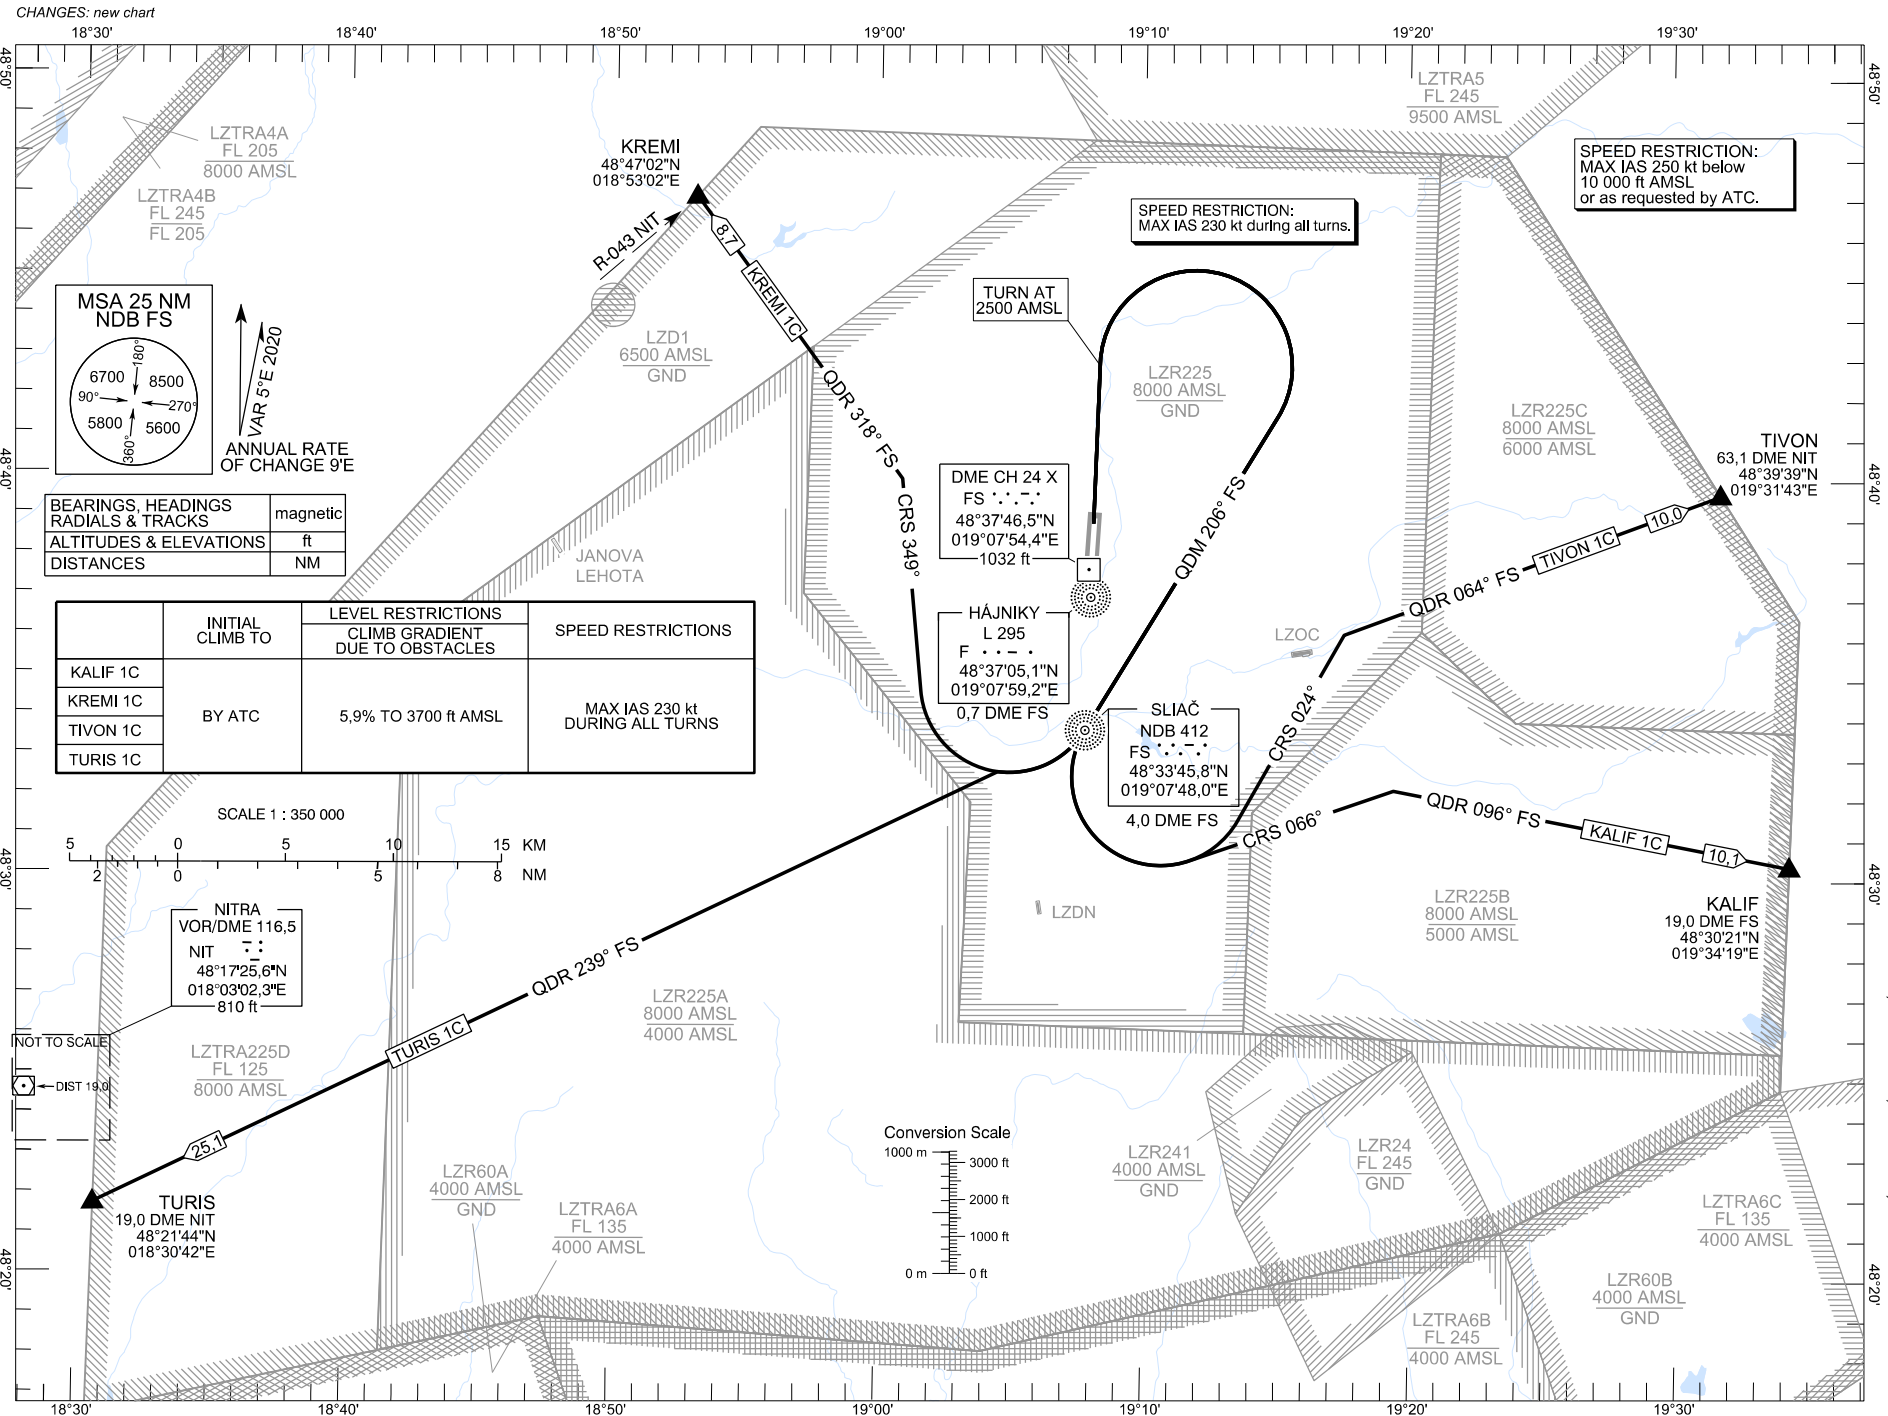 CHANGES: new chart
18°30' 18°40' 18°50' 19°00' 19°10' 19°20' 19°30'
48°50'
48°50'
LZTRA4A
FL 205
8000 AMSL
LZTRA4B
FL 245
FL 205
KREMI
48°47'02"N
018°53'02"E
R-043 NIT
8,7
KREMI 1C
LZTRA5
FL 245
9500 AMSL
SPEED RESTRICTION:
MAX IAS 250 kt below
10 000 ft AMSL
or as requested by ATC.
SPEED RESTRICTION:
MAX IAS 230 kt during all turns.
TURN AT
2500 AMSL
MSA 25 NM
NDB FS
180°
6700 8500
90° 270°
5800 5600
360°
VAR 5°E 2020
ANNUAL RATE
OF CHANGE 9'E
LZD1
6500 AMSL
GND
LZR225
8000 AMSL
GND
LZR225C
8000 AMSL
6000 AMSL
QDR 318° FS
CRS 349°
TIVON
63,1 DME NIT
48°39'39"N
019°31'43"E
48°40'
48°40'
BEARINGS, HEADINGS
RADIALS & TRACKS magnetic
ALTITUDES & ELEVATIONS ft
DISTANCES NM
DME CH 24 X
FS
48°37'46,5"N
019°07'54,4"E
1032 ft
QDM 206° FS
10,0
TIVON 1C
QDR 064° FS
JANOVA
LEHOTA
HÁJNIKY
L 295
F
48°37'05,1"N
019°07'59,2"E
0,7 DME FS
LZOC
INITIAL
CLIMB TO
LEVEL RESTRICTIONS
CLIMB GRADIENT
DUE TO OBSTACLES
SPEED RESTRICTIONS
KALIF 1C
KREMI 1C
TIVON 1C
TURIS 1C
BY ATC
5,9% TO 3700 ft AMSL
MAX IAS 230 kt
DURING ALL TURNS
SLIAČ
NDB 412
FS
48°33'45,8"N
019°07'48,0"E
4,0 DME FS
CRS 024°
CRS 066°
QDR 096° FS
KALIF 1C
10,1
SCALE 1 : 350 000
5 0 5 10 15 KM
2 0 5 8 NM
48°30'
48°30'
NITRA
VOR/DME 116,5
NIT
48°17'25,6"N
018°03'02,3"E
810 ft
LZDN
LZR225B
8000 AMSL
5000 AMSL
KALIF
19,0 DME FS
48°30'21"N
019°34'19"E
QDR 239° FS
TURIS 1C
25,1
LZR225A
8000 AMSL
4000 AMSL
NOT TO SCALE
DIST 19,0
LZTRA225D
FL 125
8000 AMSL
TURIS
19,0 DME NIT
48°21'44"N
018°30'42"E
LZR60A
4000 AMSL
GND
LZTRA6A
FL 135
4000 AMSL
Conversion Scale
1000 m
3000 ft
2000 ft
1000 ft
0 m
0 ft
LZR241
4000 AMSL
GND
LZR24
FL 245
GND
LZTRA6C
FL 135
4000 AMSL
LZR60B
4000 AMSL
GND
LZTRA6B
FL 245
4000 AMSL
48°20'
48°20'
18°30' 18°40' 18°50' 19°00' 19°10' 19°20' 19°30'